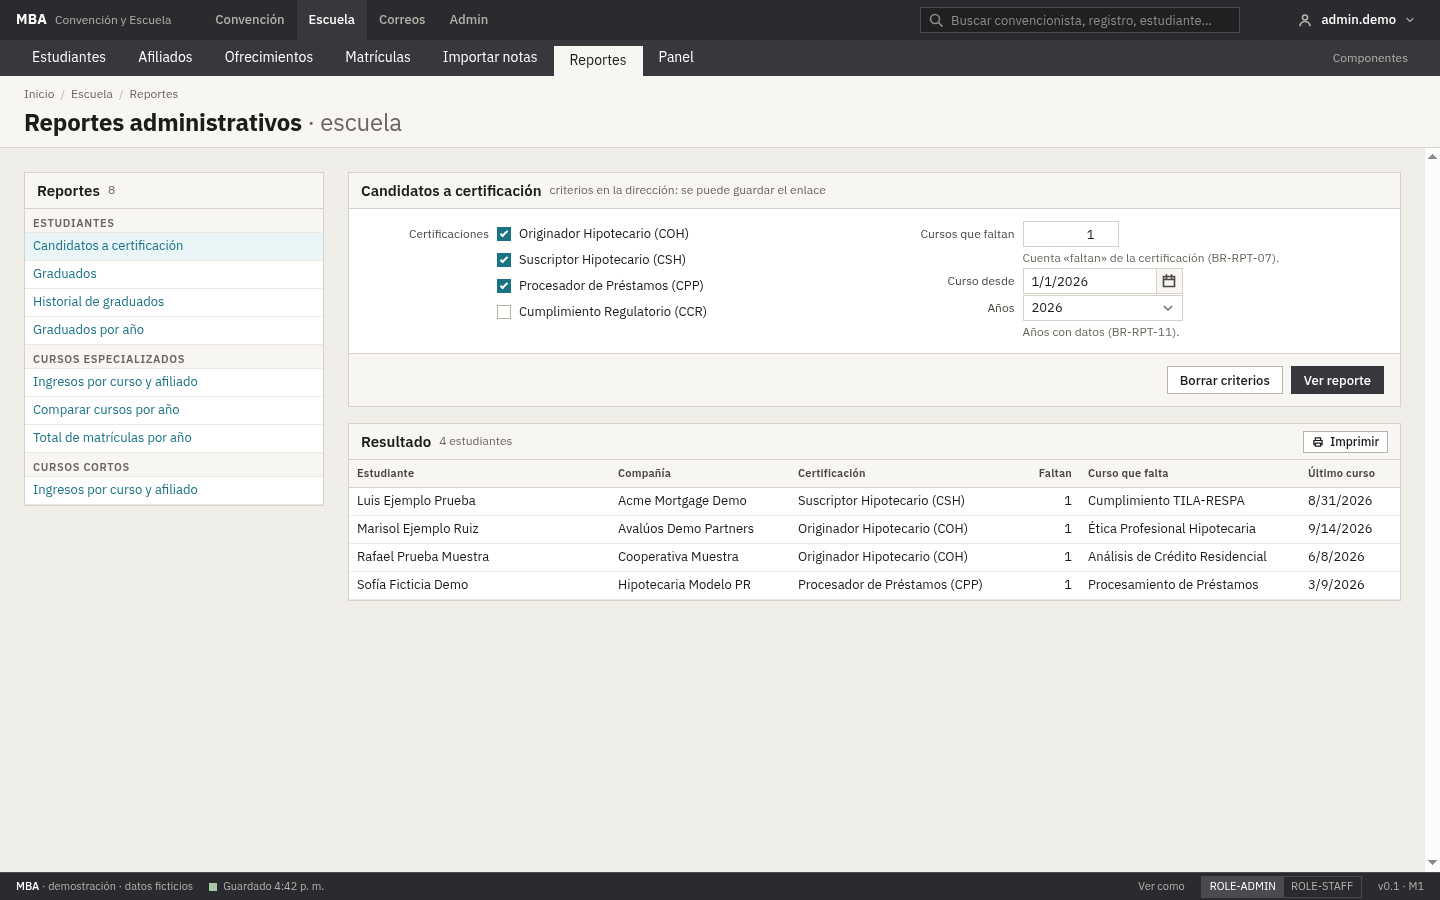 MBA Convención y Escuela Convención Escuela Correos Admin Buscar convencionista, registro, estudiante... admin.demo
Estudiantes Afiliados Ofrecimientos Matrículas Importar notas Reportes Panel Componentes
Inicio / Escuela / Reportes
Reportes administrativos · escuela
Reportes 8
ESTUDIANTES
Candidatos a certificación
Graduados
Historial de graduados
Graduados por año
CURSOS ESPECIALIZADOS
Ingresos por curso y afiliado
Comparar cursos por año
Total de matrículas por año
CURSOS CORTOS
Ingresos por curso y afiliado
Candidatos a certificación criterios en la dirección: se puede guardar el enlace
Certificaciones
Originador Hipotecario (COH)
Suscriptor Hipotecario (CSH)
Procesador de Préstamos (CPP)
Cumplimiento Regulatorio (CCR)
Cursos que faltan 1
Cuenta «faltan» de la certificación (BR-RPT-07).
Curso desde 1/1/2026
Años 2026
Años con datos (BR-RPT-11).
Borrar criterios Ver reporte
Resultado 4 estudiantes Imprimir
Estudiante Compañía Certificación Faltan Curso que falta Último curso
Luis Ejemplo Prueba Acme Mortgage Demo Suscriptor Hipotecario (CSH) 1 Cumplimiento TILA-RESPA 8/31/2026
Marisol Ejemplo Ruiz Avalúos Demo Partners Originador Hipotecario (COH) 1 Ética Profesional Hipotecaria 9/14/2026
Rafael Prueba Muestra Cooperativa Muestra Originador Hipotecario (COH) 1 Análisis de Crédito Residencial 6/8/2026
Sofía Ficticia Demo Hipotecaria Modelo PR Procesador de Préstamos (CPP) 1 Procesamiento de Préstamos 3/9/2026
MBA · demostración · datos ficticios Guardado 4:42 p. m. Ver como ROLE-ADMIN ROLE-STAFF v0.1 · M1